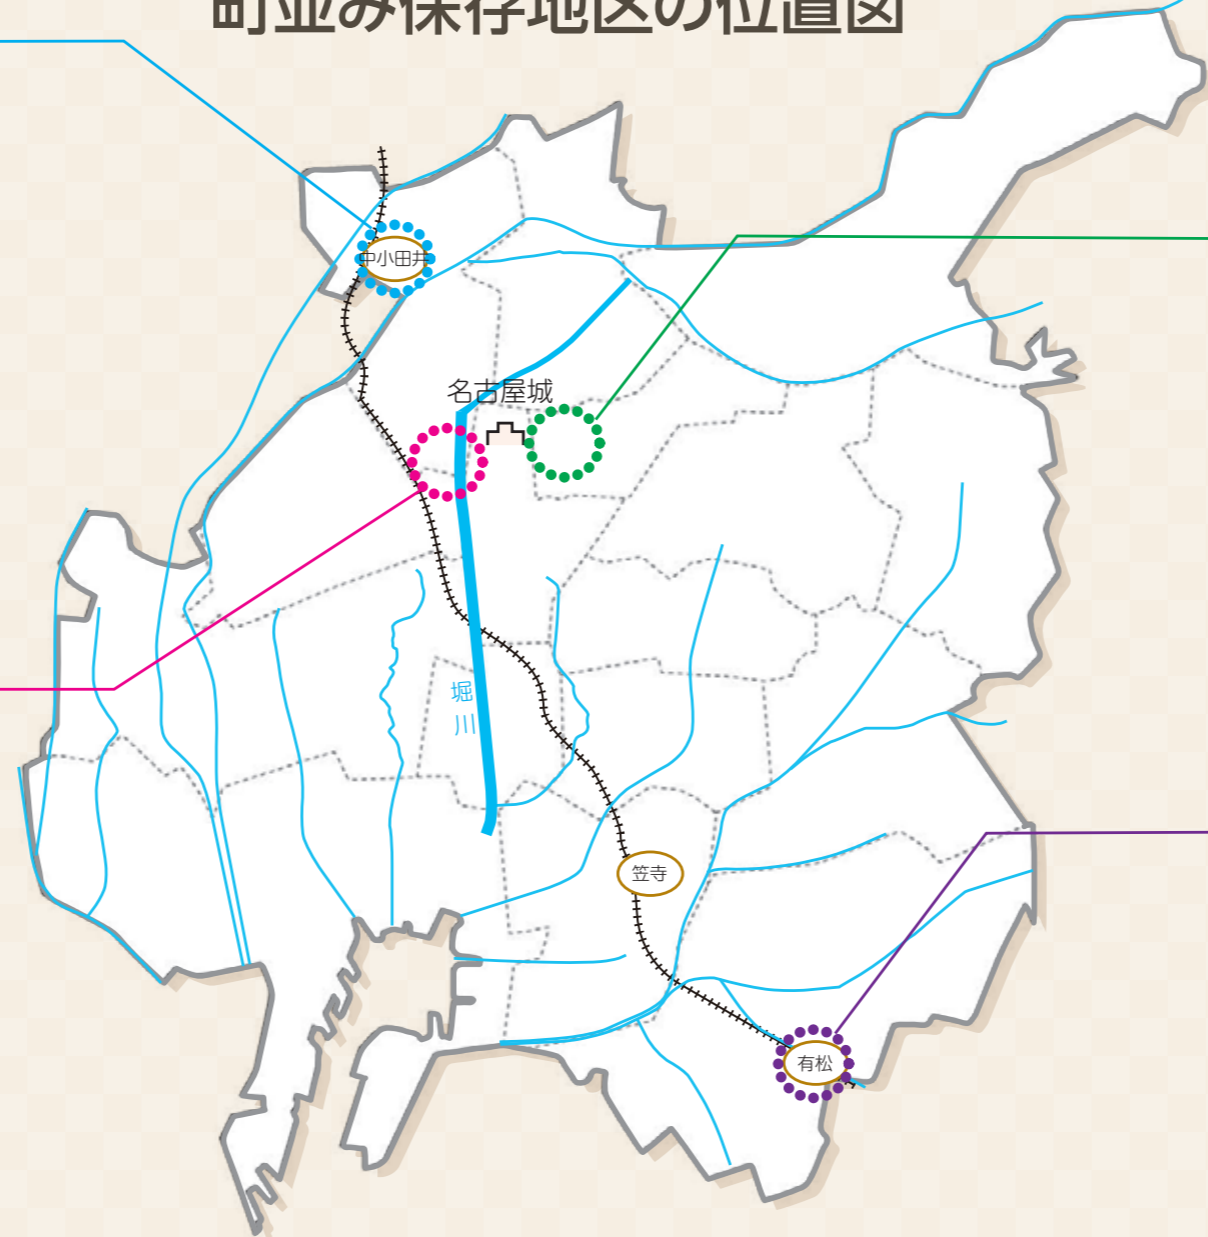 町並み保存地区の位置図
中小田井
名古屋城
堀川
笠寺
有松